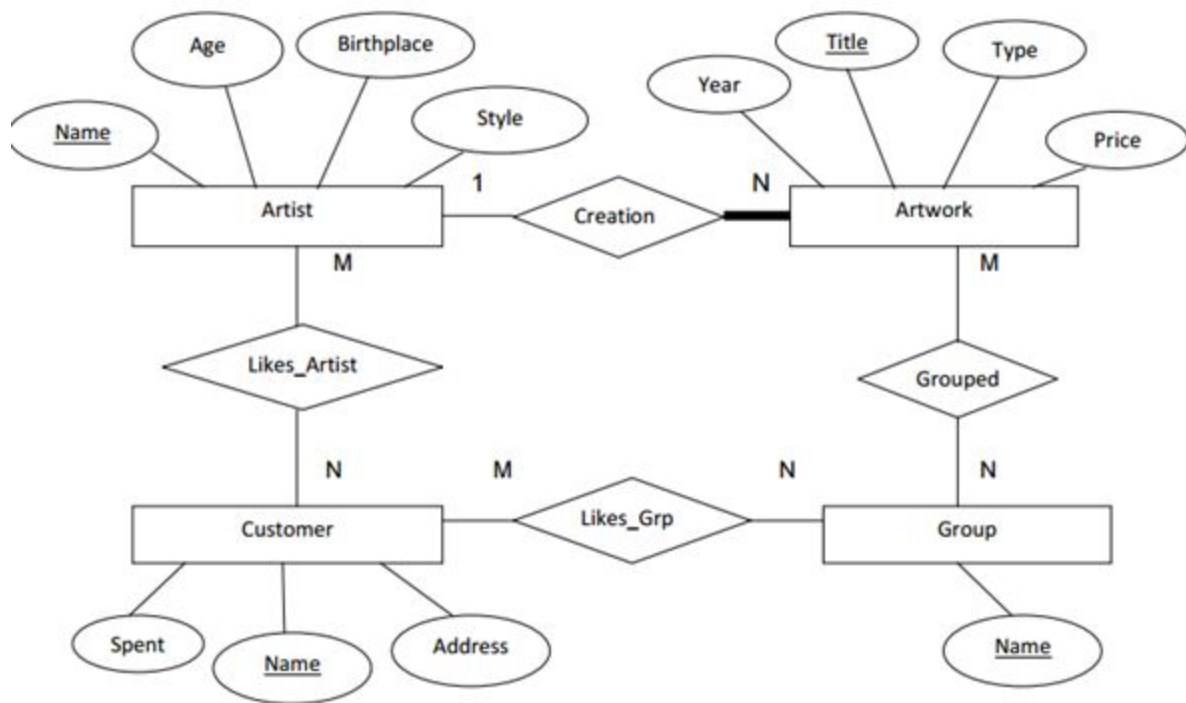 Age
Birthplace
Title
Type
Year
Name
Style
Price
1
N
Artist
Creation
Artwork
M
M
Likes_Artist
Grouped
N
M
N
N
Customer
Likes_Grp
Group
Spent
Name
Address
Name